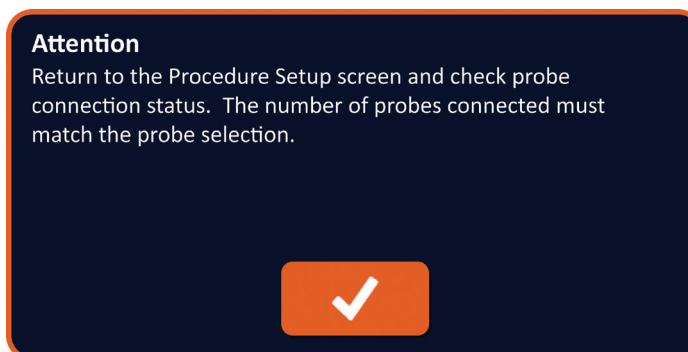 Attention
Return to the Procedure Setup screen and check probe
connection status.  The number of probes connected must
match the probe selection.